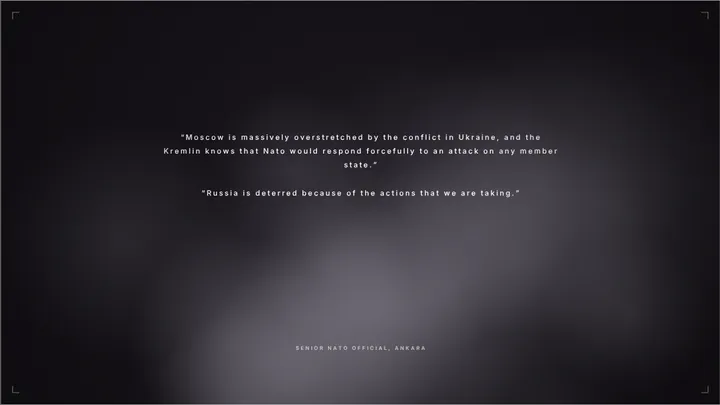 “Moscow is massively overstretched by the conflict in Ukraine, and the
Kremlin knows that Nato would respond forcefully to an attack on any member
state.”
“Russia is deterred because of the actions that we are taking.”
SENIOR NATO OFFICIAL, ANKARA